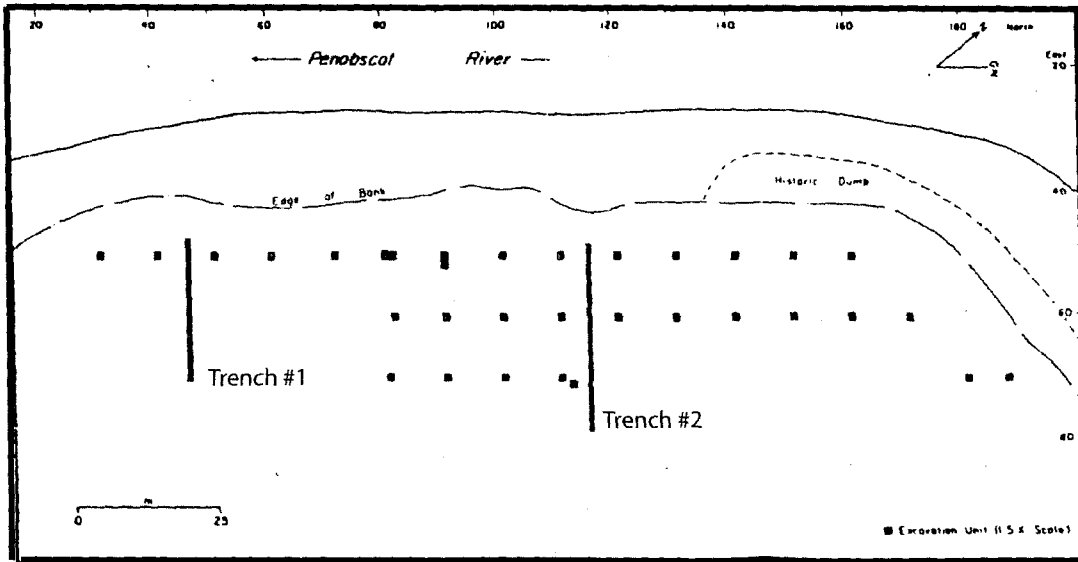 20 40 60 80 100 120 140 160 180
North
East
20
Penobscot River
40
Historic Dump
Edge of Bank
60
Trench #1
Trench #2
80
m
0 25
Excavation Unit (1.5 X Scale)